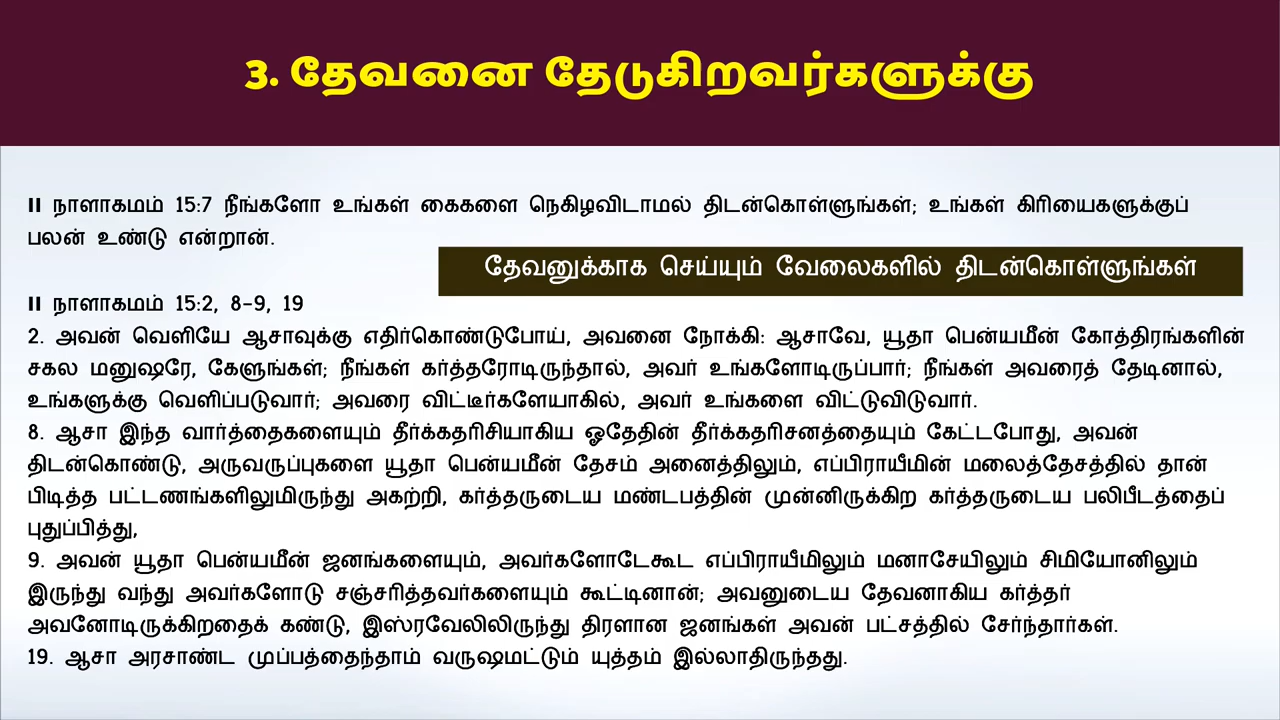 3. தேவனை தேடுகிறவர்களுக்கு
II நாளாகமம் 15:7 நீங்களோ உங்கள் கைகளை நெகிழவிடாமல் திடன்கொள்ளுங்கள்; உங்கள் கிரியைகளுக்குப்
பலன் உண்டு என்றான்.
தேவனுக்காக செய்யும் வேலைகளில் திடன்கொள்ளுங்கள்
II நாளாகமம் 15:2, 8-9, 19
2. அவன் வெளியே ஆசாவுக்கு எதிர்கொண்டுபோய், அவனை நோக்கி: ஆசாவே, யூதா பென்யமீன் கோத்திரங்களின்
சகல மனுஷரே, கேளுங்கள்; நீங்கள் கர்த்தரோடிருந்தால், அவர் உங்களோடிருப்பார்; நீங்கள் அவரைத் தேடினால்,
உங்களுக்கு வெளிப்படுவார்; அவரை விட்டீர்களேயாகில், அவர் உங்களை விட்டுவிடுவார்.
8. ஆசா இந்த வார்த்தைகளையும் தீர்க்கதரிசியாகிய ஓதேதின் தீர்க்கதரிசனத்தையும் கேட்டபோது, அவன்
திடன்கொண்டு, அருவருப்புகளை யூதா பென்யமீன் தேசம் அனைத்திலும், எப்பிராயீமின் மலைத்தேசத்தில் தான்
பிடித்த பட்டணங்களிலுமிருந்து அகற்றி, கர்த்தருடைய மண்டபத்தின் முன்னிருக்கிற கர்த்தருடைய பலிபீடத்தைப்
புதுப்பித்து,
9. அவன் யூதா பென்யமீன் ஜனங்களையும், அவர்களோடேகூட எப்பிராயீமிலும் மனாசேயிலும் சிமியோனிலும்
இருந்து வந்து அவர்களோடு சஞ்சரித்தவர்களையும் கூட்டினான்; அவனுடைய தேவனாகிய கர்த்தர்
அவனோடிருக்கிறதைக் கண்டு, இஸ்ரவேலிலிருந்து திரளான ஜனங்கள் அவன் பட்சத்தில் சேர்ந்தார்கள்.
19. ஆசா அரசாண்ட முப்பத்தைந்தாம் வருஷமட்டும் யுத்தம் இல்லாதிருந்தது.